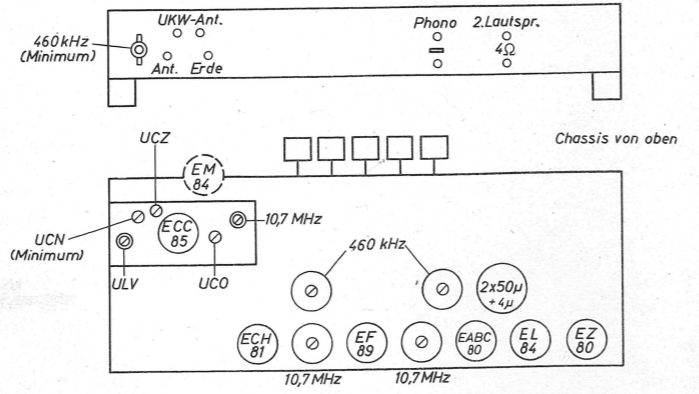 UKW-Ant.
Phono
2.Lautspr.
460 kHz
(Minimum)
4Ω
Ant.
Erde
UCZ
Chassis von oben
EM
84
ECC
85
10,7 MHz
UCN
(Minimum)
460 kHz
ULV
UCO
2x50µ
+4µ
ECH
81
EF
89
EABC
80
EL
84
EZ
80
10,7 MHz
10,7 MHz